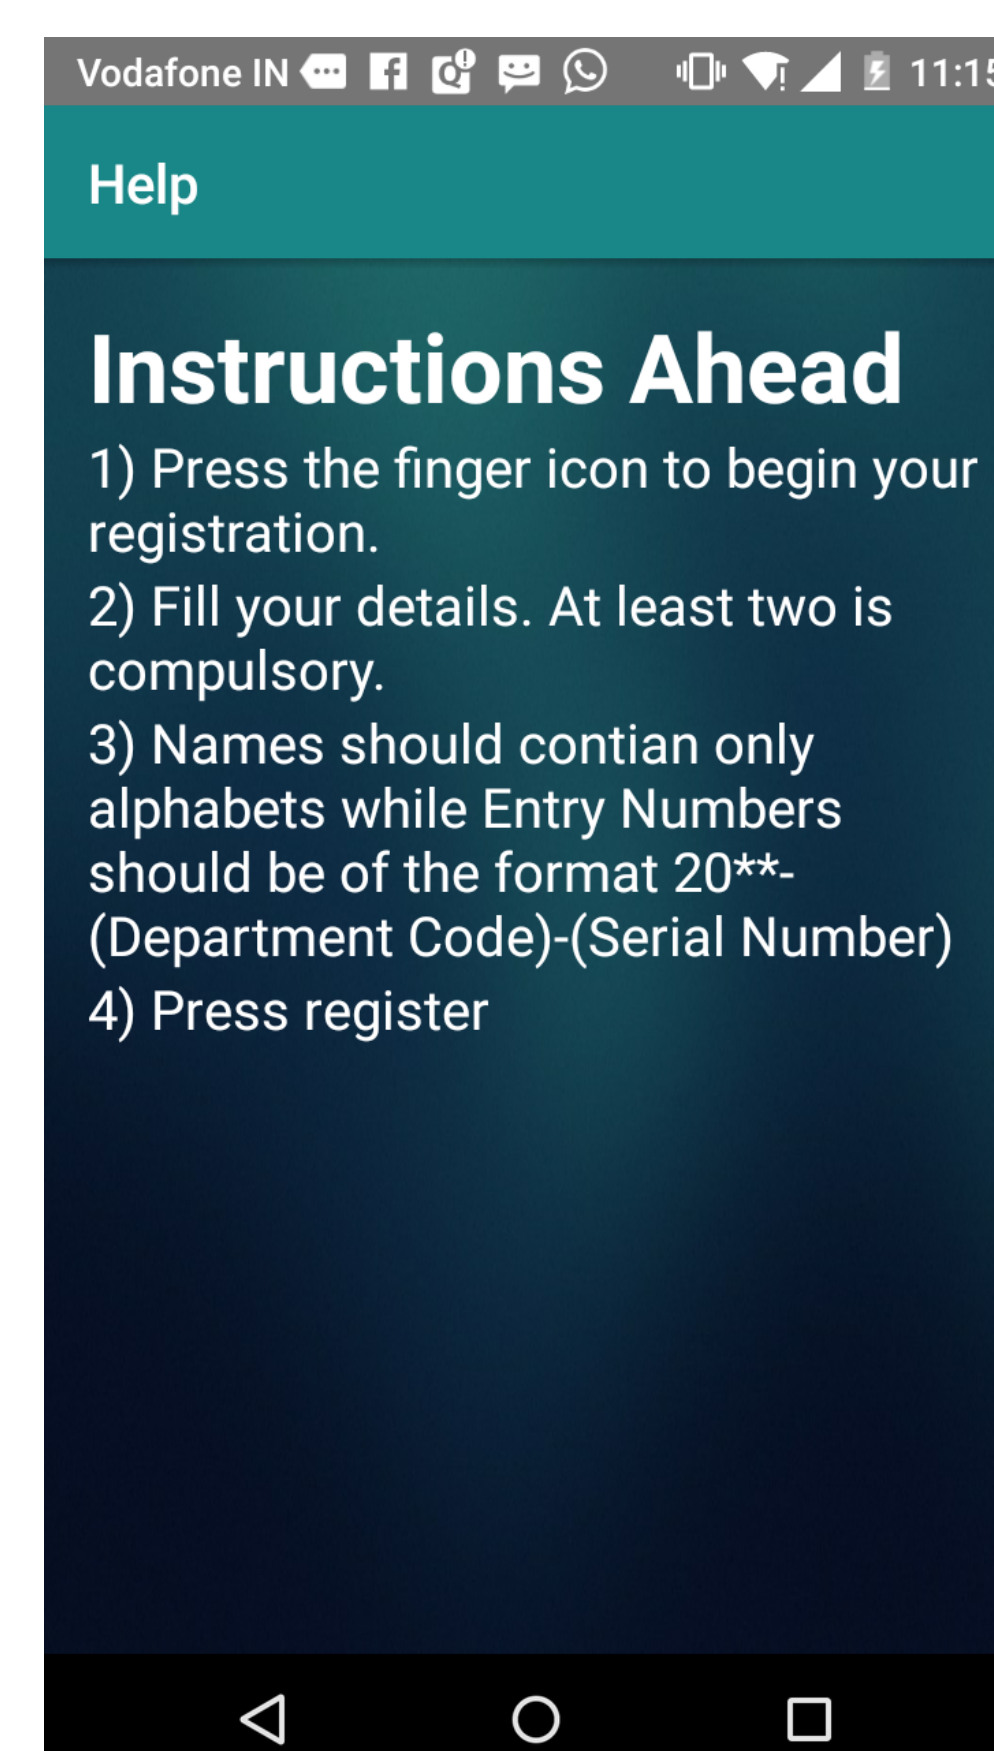 Vodafone IN 11:15
Help
Instructions Ahead
1) Press the finger icon to begin your
registration.
2) Fill your details. At least two is
compulsory.
3) Names should contian only
alphabets while Entry Numbers
should be of the format 20**-
(Department Code)-(Serial Number)
4) Press register